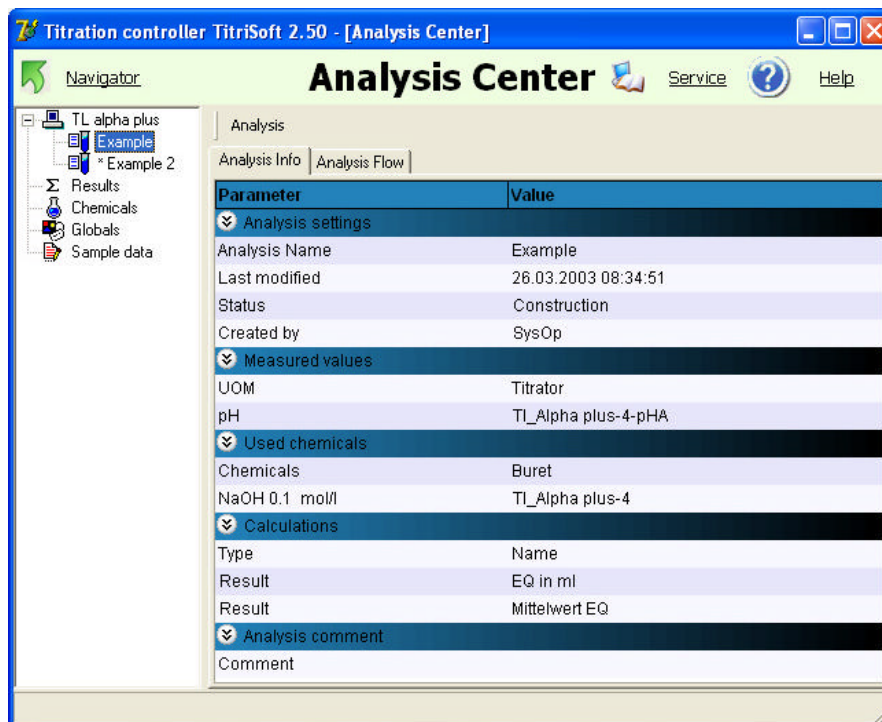 Titration controller TitriSoft 2.50 - [Analysis Center]
Navigator Analysis Center Service Help
TL alpha plus
Example
* Example 2
Results
Chemicals
Globals
Sample data
Analysis
Analysis Info Analysis Flow
Parameter Value
Analysis settings
Analysis Name Example
Last modified 26.03.2003 08:34:51
Status Construction
Created by SysOp
Measured values
UOM Titrator
pH TI_Alpha plus-4-pHA
Used chemicals
Chemicals Buret
NaOH 0.1 mol/l TI_Alpha plus-4
Calculations
Type Name
Result EQ in ml
Result Mittelwert EQ
Analysis comment
Comment